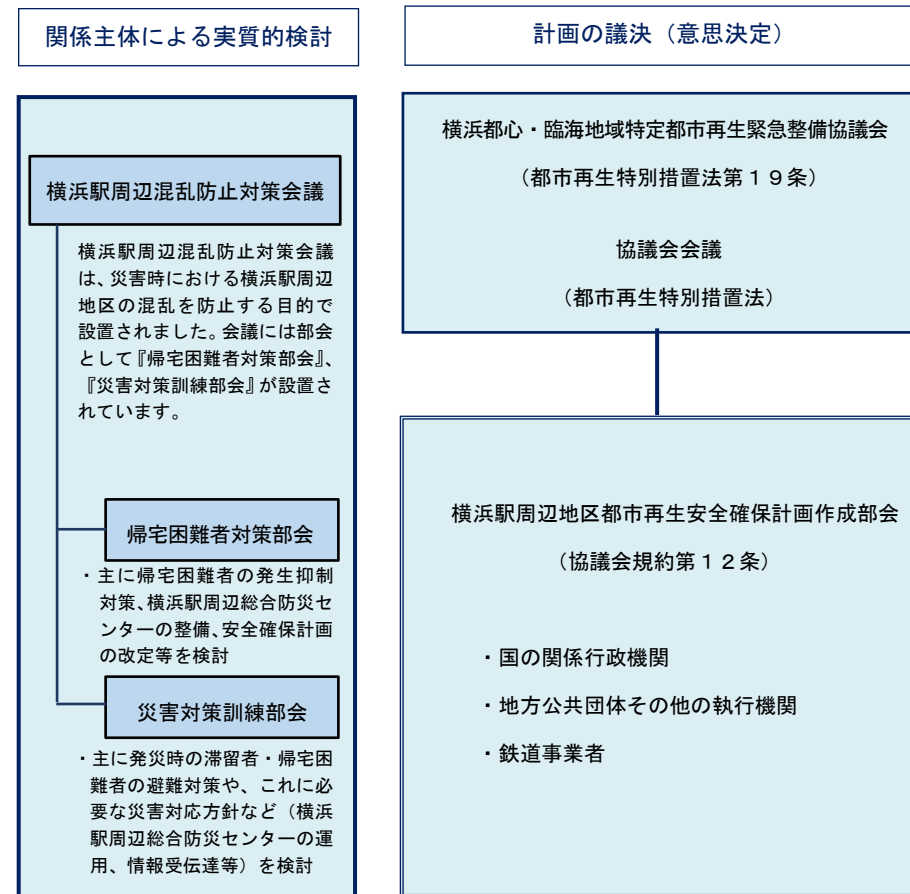 関係主体による実質的検討
横浜駅周辺混乱防止対策会議
横浜駅周辺混乱防止対策会議
は、災害時における横浜駅周辺
地区の混乱を防止する目的で
設置されました。会議には部会
として『帰宅困難者対策部会』、
『災害対策訓練部会』が設置さ
れています。
帰宅困難者対策部会
・主に帰宅困難者の発生抑制
対策、横浜駅周辺総合防災セ
ンターの整備、安全確保計画
の改定等を検討
災害対策訓練部会
・主に発災時の滞留者・帰宅困
難者の避難対策や、これに必
要な災害対応方針など（横浜
駅周辺総合防災センターの運
用、情報受伝達等）を検討
計画の議決（意思決定）
横浜都心・臨海地域特定都市再生緊急整備協議会
（都市再生特別措置法第１９条）
協議会会議
（都市再生特別措置法）
横浜駅周辺地区都市再生安全確保計画作成部会
（協議会規約第１２条）
・国の関係行政機関
・地方公共団体その他の執行機関
・鉄道事業者